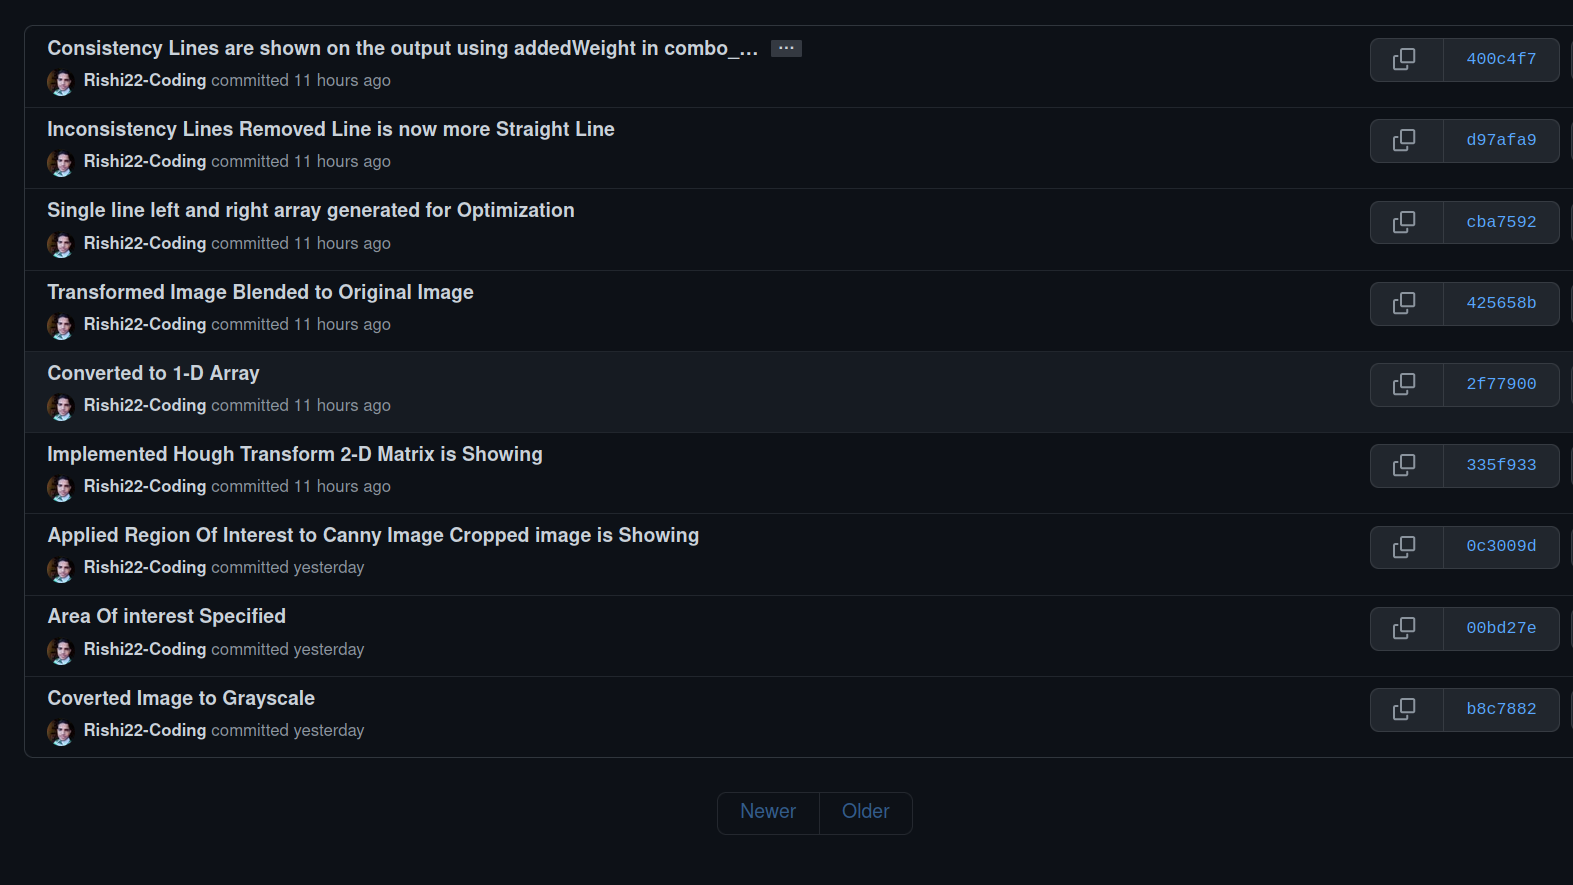 Consistency Lines are shown on the output using addedWeight in combo_... ...
Rishi22-Coding committed 11 hours ago
400c4f7
Inconsistency Lines Removed Line is now more Straight Line
Rishi22-Coding committed 11 hours ago
d97afa9
Single line left and right array generated for Optimization
Rishi22-Coding committed 11 hours ago
cba7592
Transformed Image Blended to Original Image
Rishi22-Coding committed 11 hours ago
425658b
Converted to 1-D Array
Rishi22-Coding committed 11 hours ago
2f77900
Implemented Hough Transform 2-D Matrix is Showing
Rishi22-Coding committed 11 hours ago
335f933
Applied Region Of Interest to Canny Image Cropped image is Showing
Rishi22-Coding committed yesterday
0c3009d
Area Of interest Specified
Rishi22-Coding committed yesterday
00bd27e
Coverted Image to Grayscale
Rishi22-Coding committed yesterday
b8c7882
Newer Older